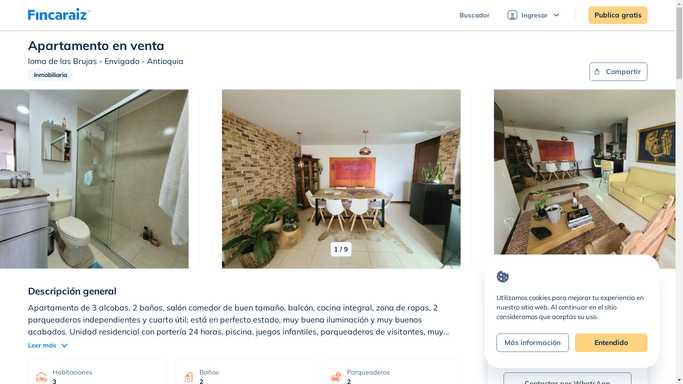 Fincaraiz
Buscador
Ingresar
Publica gratis
Apartamento en venta
loma de las Brujas - Envigado - Antioquia
Inmobiliaria
Compartir
1 / 9
Descripción general
Apartamento de 3 alcobas, 2 baños, salón comedor de buen tamaño, balcón, cocina integral, zona de ropas, 2
parqueaderos independientes y cuarto útil; está en perfecto estado, muy buena iluminación y muy buenos
acabados. Unidad residencial con portería 24 horas, piscina, juegos infantiles, parqueaderos de visitantes, muy...
Leer más
Habitaciones
3
Baños
2
Parqueaderos
2
Utilizamos cookies para mejorar tu experiencia en
nuestro sitio web. Al continuar en el sitio
consideramos que aceptas su uso.
Más información
Entendido
Contactar por WhatsApp